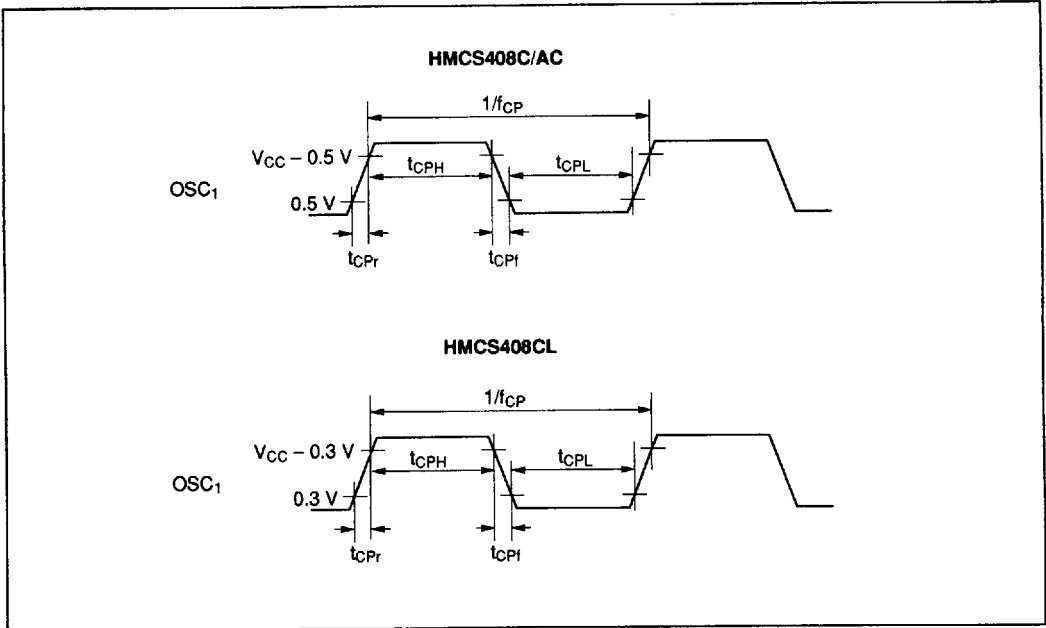 HMCS408C/AC
1/fCP
VCC – 0.5 V
tCPH
tCPL
OSC1
0.5 V
tCPr
tCPf
HMCS408CL
1/fCP
VCC – 0.3 V
tCPH
tCPL
OSC1
0.3 V
tCPr
tCPf